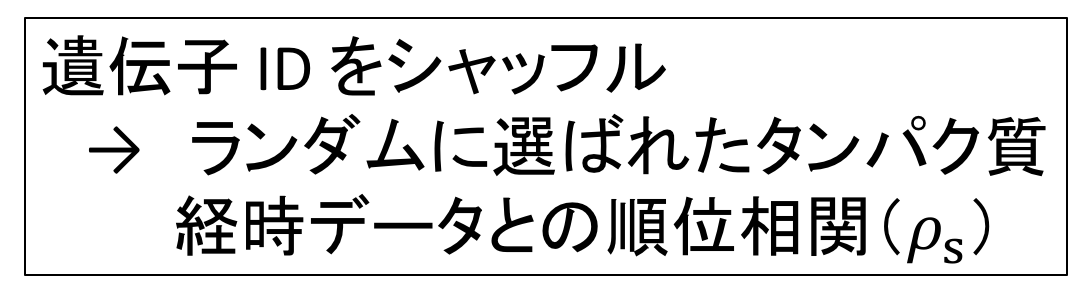 遺伝子 ID をシャッフル
→ ランダムに選ばれたタンパク質
経時データとの順位相関（ρs）